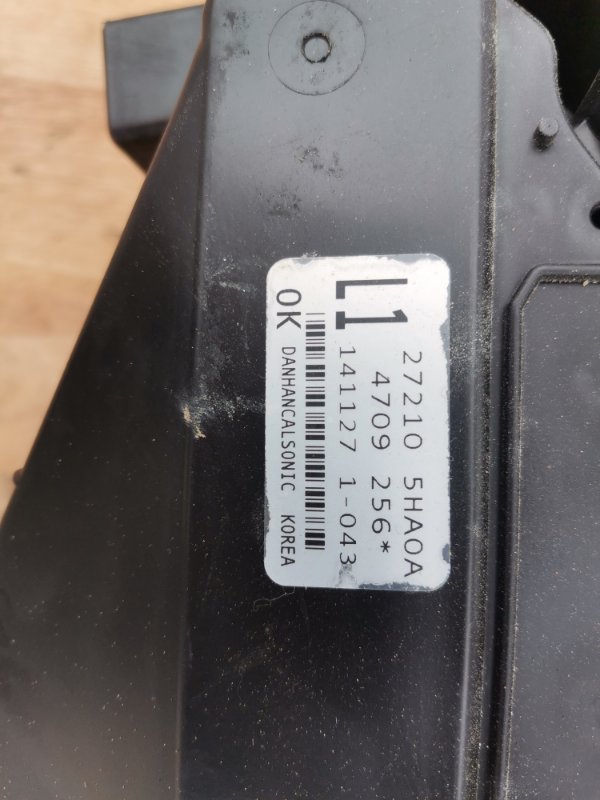 L1
27210 5HA0A
4709 256*
141127 1-043
OK DANHANCALSONIC KOREA